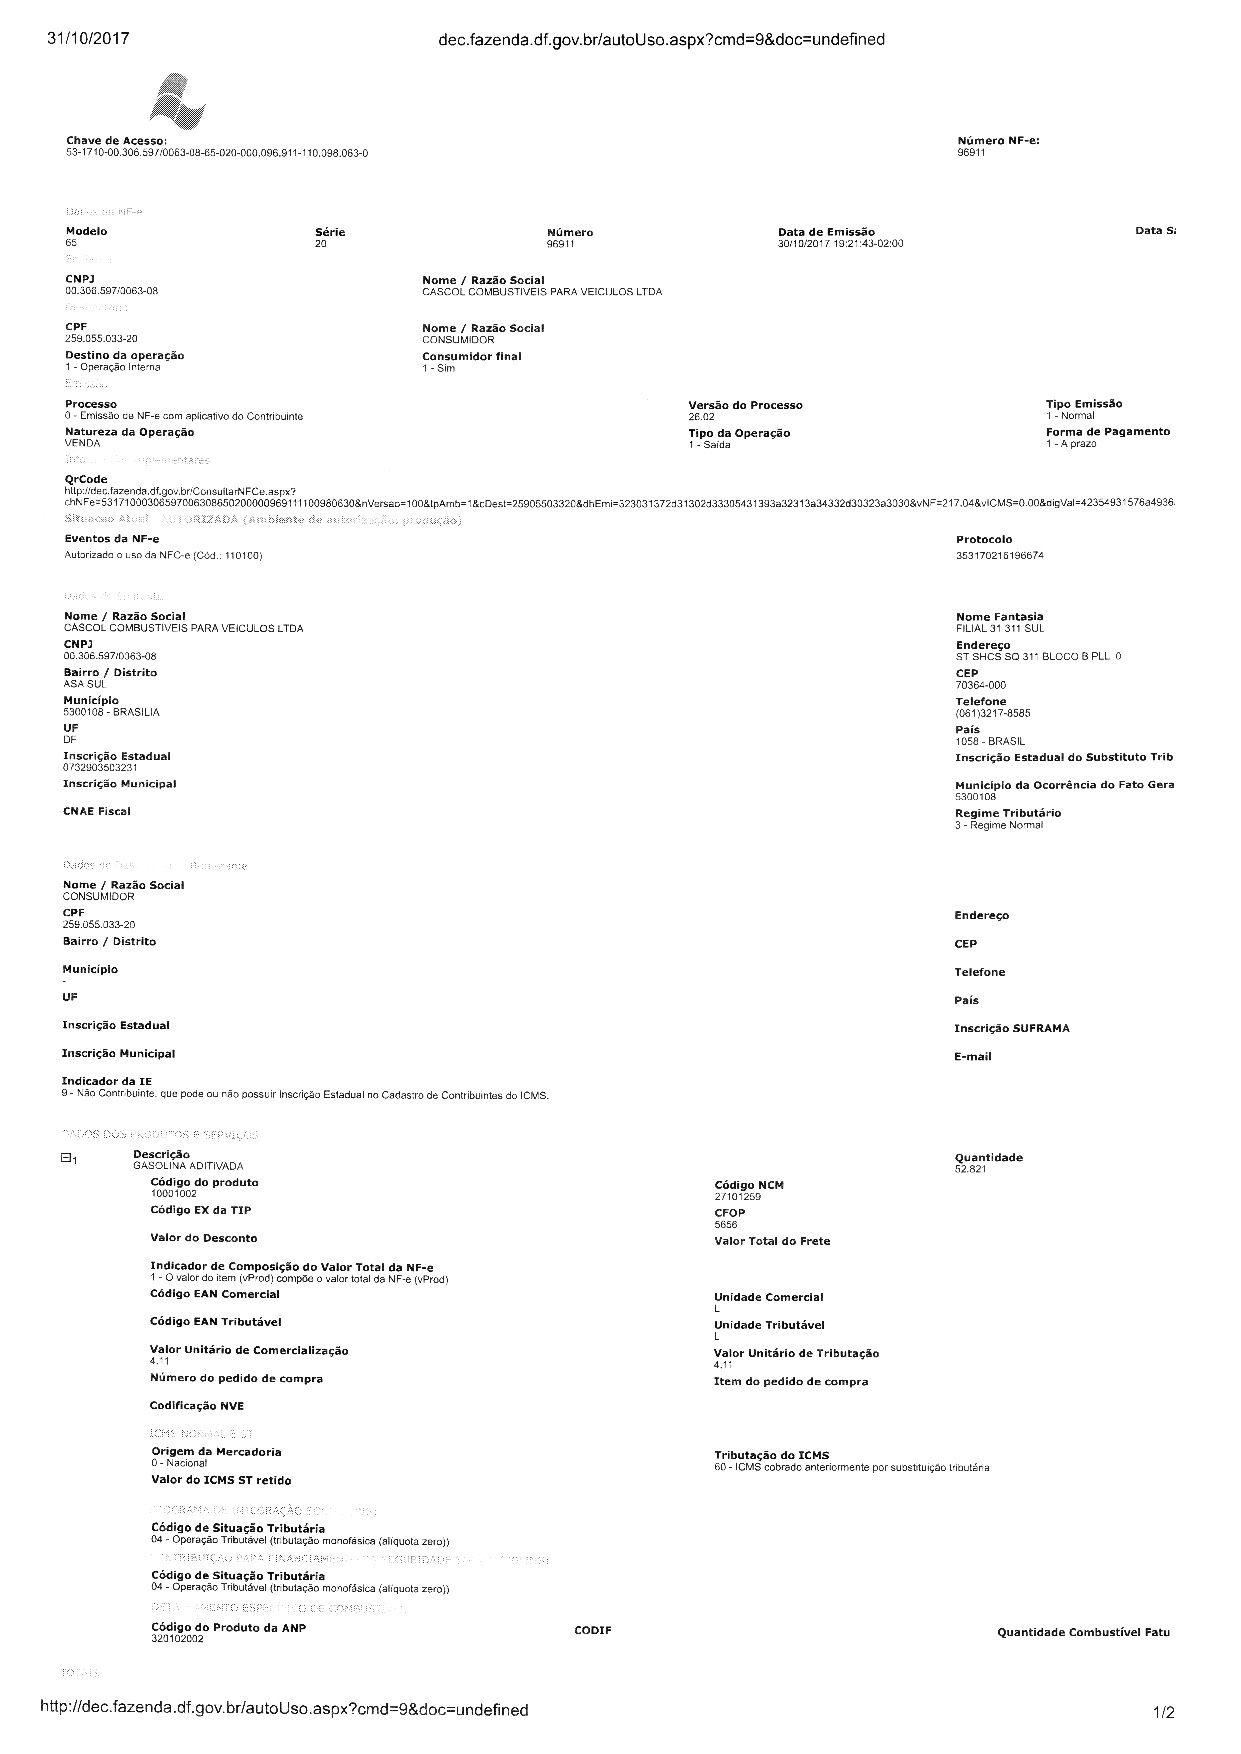 31/10/2017 dec.fazenda.df.gov.br/autoUso.aspx?cmd=9&doc=undefined
Chave de Acesso: Número NF-e:
53-1710-00.306.597/0063-08-65-020-000.096.911-110.098.063-0 96911
Modelo Série Número Data de Emissão Data Sa
65 20 96911 30/10/2017 19:21:43-02:00
CNPJ Nome / Razão Social
00.306.597/0063-08 CASCOL COMBUSTIVEIS PARA VEICULOS LTDA
CPF Nome / Razão Social
259.055.033-20 CONSUMIDOR
Destino da operação Consumidor final
1 - Operação Interna 1 - Sim
Emissão
Processo Versão do Processo Tipo Emissão
0 - Emissão de NF-e com aplicativo do Contribuinte 26.02 1 - Normal
Natureza da Operação Tipo da Operação Forma de Pagamento
VENDA 1 - Saída 1 - A prazo
QrCode
http://dec.fazenda.df.gov.br/ConsultarNFCe.aspx?
chNFe=53171000306597006308650200000969111100980630&nVersao=100&tpAmb=1&cDest=25905503320&dhEmi=323031372d31302d33305431393a32313a34332d30323a3030&vNF=217.04&vICMS=0.00&digVal=42354931576a4936
Situacao Atual AUTORIZADA (Ambiente de autorização: produção)
Eventos da NF-e Protocolo
Autorizado o uso da NFC-e (Cód.: 110100) 353170216196674
Nome / Razão Social Nome Fantasia
CASCOL COMBUSTIVEIS PARA VEICULOS LTDA FILIAL 31 311 SUL
CNPJ Endereço
00.306.597/0063-08 ST SHCS SQ 311 BLOCO B PLL 0
Bairro / Distrito CEP
ASA SUL 70364-000
Município Telefone
5300108 - BRASILIA (061)3217-8585
UF País
DF 1058 - BRASIL
Inscrição Estadual Inscrição Estadual do Substituto Trib
0732903503231
Inscrição Municipal Município da Ocorrência do Fato Gera
5300108
CNAE Fiscal Regime Tributário
3 - Regime Normal
Nome / Razão Social
CONSUMIDOR
CPF Endereço
259.055.033-20
Bairro / Distrito CEP
Município Telefone
-
UF País
Inscrição Estadual Inscrição SUFRAMA
Inscrição Municipal E-mail
Indicador da IE
9 - Não Contribuinte, que pode ou não possuir Inscrição Estadual no Cadastro de Contribuintes do ICMS.
DADOS DOS PRODUTOS E SERVIÇOS
1 Descrição Quantidade
GASOLINA ADITIVADA 52.821
Código do produto Código NCM
10001002 27101259
Código EX da TIP CFOP
5656
Valor do Desconto Valor Total do Frete
Indicador de Composição do Valor Total da NF-e
1 - O valor do item (vProd) compõe o valor total da NF-e (vProd)
Código EAN Comercial Unidade Comercial
L
Código EAN Tributável Unidade Tributável
L
Valor Unitário de Comercialização Valor Unitário de Tributação
4.11 4.11
Número do pedido de compra Item do pedido de compra
Codificação NVE
ICMS NORMAL E ST
Origem da Mercadoria Tributação do ICMS
0 - Nacional 60 - ICMS cobrado anteriormente por substituição tributária
Valor do ICMS ST retido
Código de Situação Tributária
04 - Operação Tributável (tributação monofásica (alíquota zero))
Código de Situação Tributária
04 - Operação Tributável (tributação monofásica (alíquota zero))
Código do Produto da ANP CODIF Quantidade Combustível Fatu
320102002
TOTAIS
http://dec.fazenda.df.gov.br/autoUso.aspx?cmd=9&doc=undefined 1/2